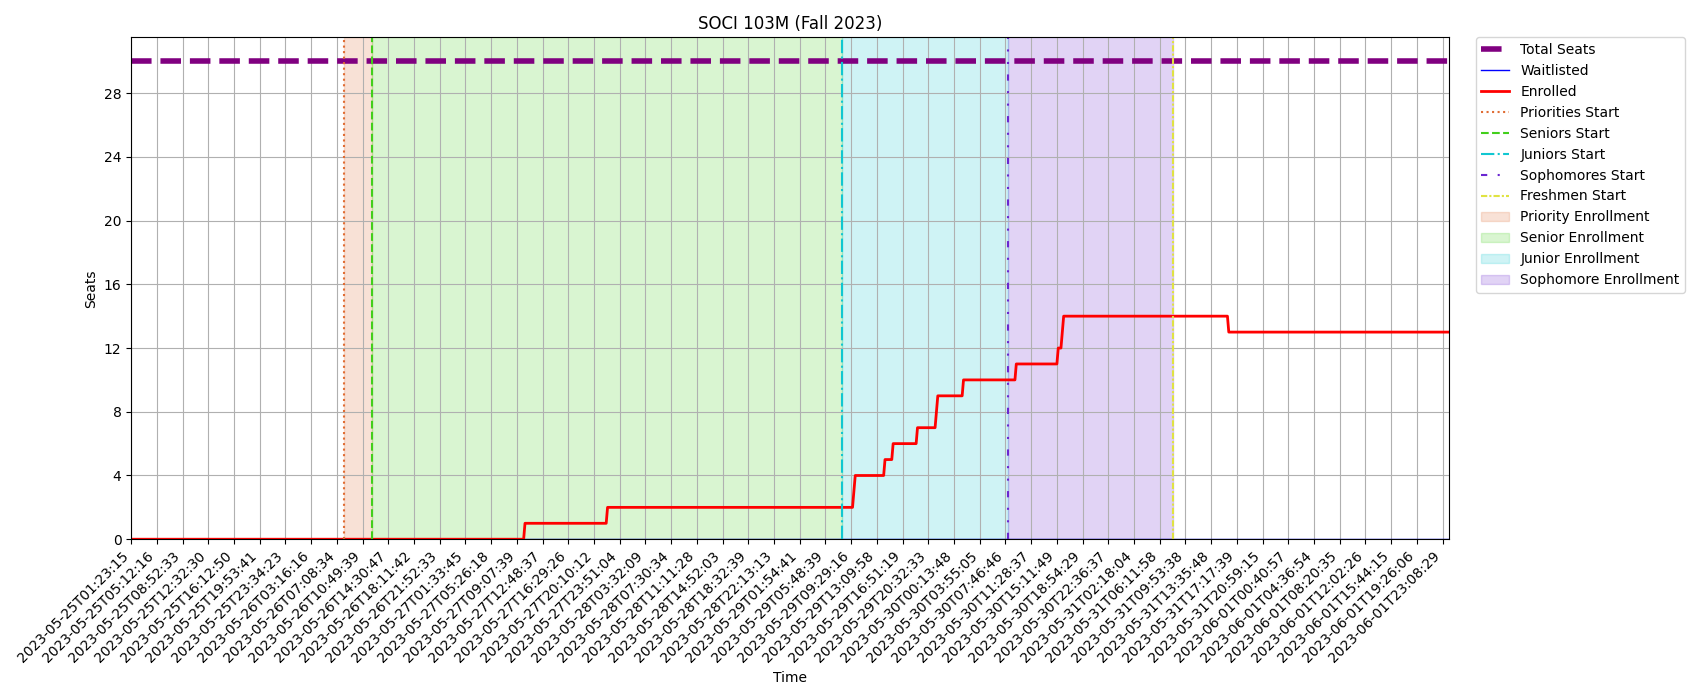 SOCI 103M (Fall 2023)
Seats
28
24
20
16
12
8
4
0
2023-05-25T01:23:15
2023-05-25T05:12:16
2023-05-25T08:52:33
2023-05-25T12:32:30
2023-05-25T16:12:50
2023-05-25T19:53:41
2023-05-25T23:34:23
2023-05-26T03:16:16
2023-05-26T07:08:34
2023-05-26T10:49:39
2023-05-26T14:30:47
2023-05-26T18:11:42
2023-05-26T21:52:33
2023-05-27T01:33:45
2023-05-27T05:26:18
2023-05-27T09:07:39
2023-05-27T12:48:37
2023-05-27T16:29:26
2023-05-27T20:10:12
2023-05-27T23:51:04
2023-05-28T03:32:09
2023-05-28T07:30:34
2023-05-28T11:11:28
2023-05-28T14:52:03
2023-05-28T18:32:39
2023-05-28T22:13:13
2023-05-29T01:54:41
2023-05-29T05:48:39
2023-05-29T09:29:16
2023-05-29T13:09:58
2023-05-29T16:51:19
2023-05-29T20:32:33
2023-05-30T00:13:48
2023-05-30T03:55:05
2023-05-30T07:46:46
2023-05-30T11:28:37
2023-05-30T15:11:49
2023-05-30T18:54:29
2023-05-30T22:36:37
2023-05-31T02:18:04
2023-05-31T06:11:58
2023-05-31T09:53:38
2023-05-31T13:35:48
2023-05-31T17:17:39
2023-05-31T20:59:15
2023-06-01T00:40:57
2023-06-01T04:36:54
2023-06-01T08:20:35
2023-06-01T12:02:26
2023-06-01T15:44:15
2023-06-01T19:26:06
2023-06-01T23:08:29
Time
Total Seats
Waitlisted
Enrolled
Priorities Start
Seniors Start
Juniors Start
Sophomores Start
Freshmen Start
Priority Enrollment
Senior Enrollment
Junior Enrollment
Sophomore Enrollment